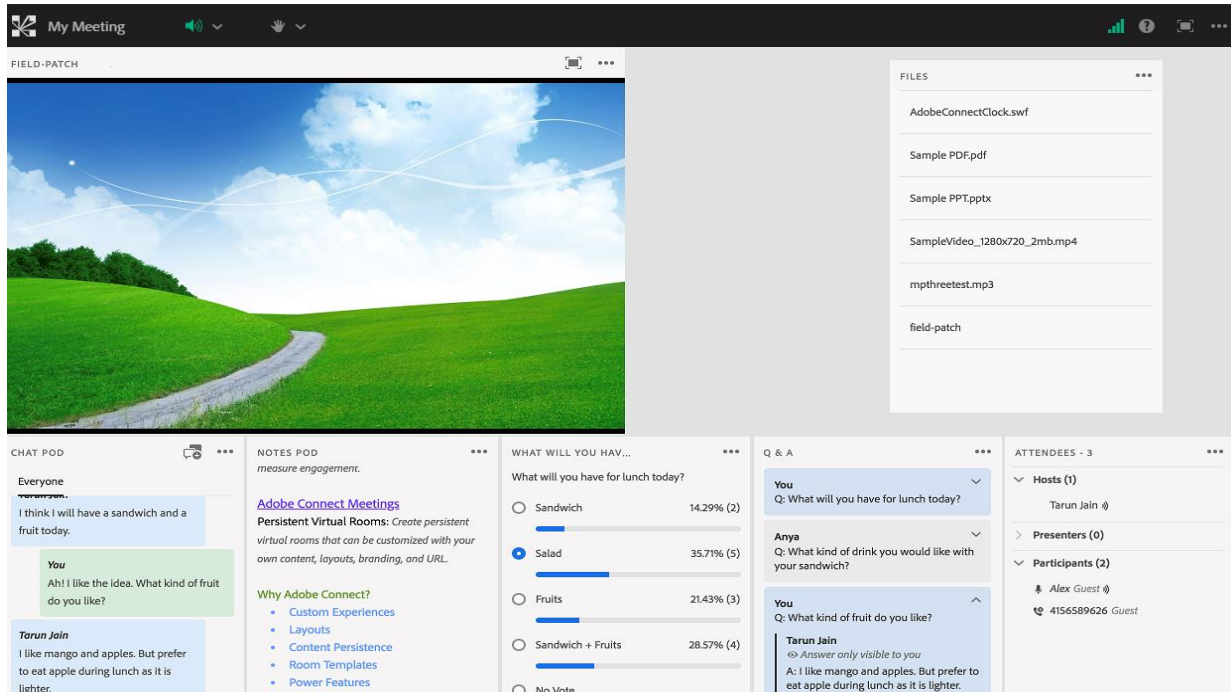 My Meeting
FIELD-PATCH
FILES
AdobeConnectClock.swf
Sample PDF.pdf
Sample PPT.pptx
SampleVideo_1280x720_2mb.mp4
mpthreetest.mp3
field-patch
CHAT POD
Everyone
Tarun Jain
I think I will have a sandwich and a
fruit today.
You
Ah! I like the idea. What kind of fruit
do you like?
Tarun Jain
I like mango and apples. But prefer
to eat apple during lunch as it is
lighter.
NOTES POD
measure engagement.
Adobe Connect Meetings
Persistent Virtual Rooms: Create persistent
virtual rooms that can be customized with your
own content, layouts, branding, and URL.
Why Adobe Connect?
• Custom Experiences
• Layouts
• Content Persistence
• Room Templates
• Power Features
WHAT WILL YOU HAV...
What will you have for lunch today?
Sandwich 14.29% (2)
Salad 35.71% (5)
Fruits 21.43% (3)
Sandwich + Fruits 28.57% (4)
No Vote
Q & A
You
Q: What will you have for lunch today?
Anya
Q: What kind of drink you would like with
your sandwich?
You
Q: What kind of fruit do you like?
Tarun Jain
Answer only visible to you
A: I like mango and apples. But prefer to
eat apple during lunch as it is lighter.
ATTENDEES - 3
Hosts (1)
Tarun Jain
Presenters (0)
Participants (2)
Alex Guest
4156589626 Guest